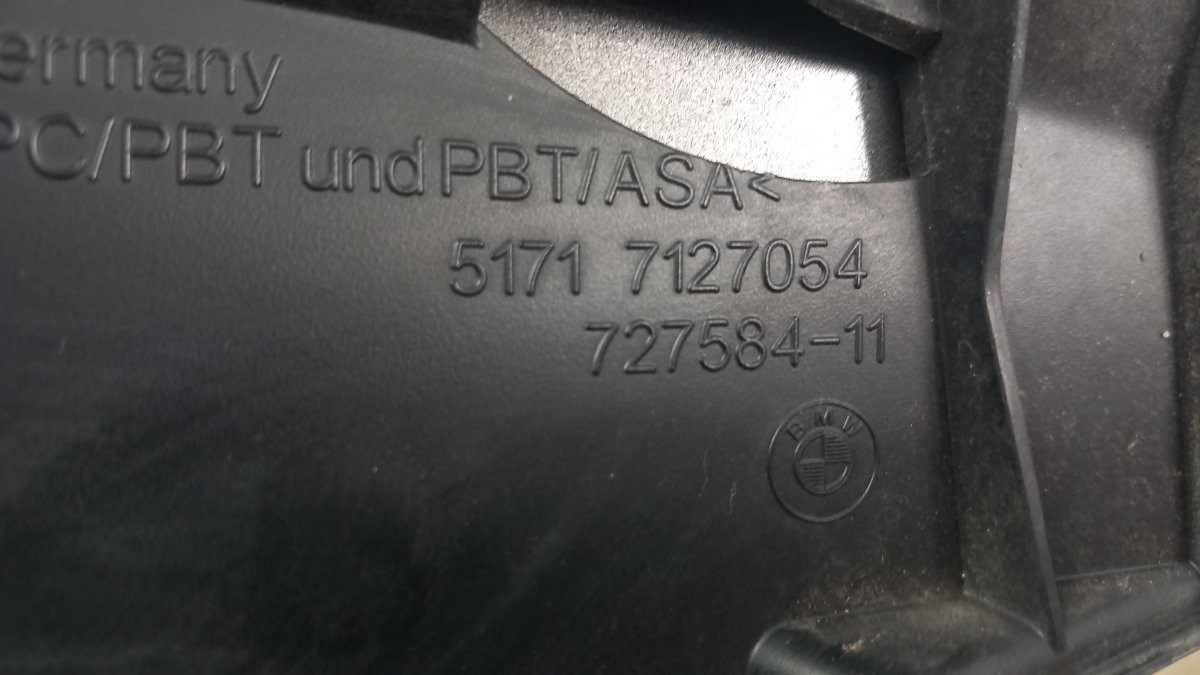 ermany
PC/PBT und PBT/ASA<
5171 7127054
727584-11
BMW